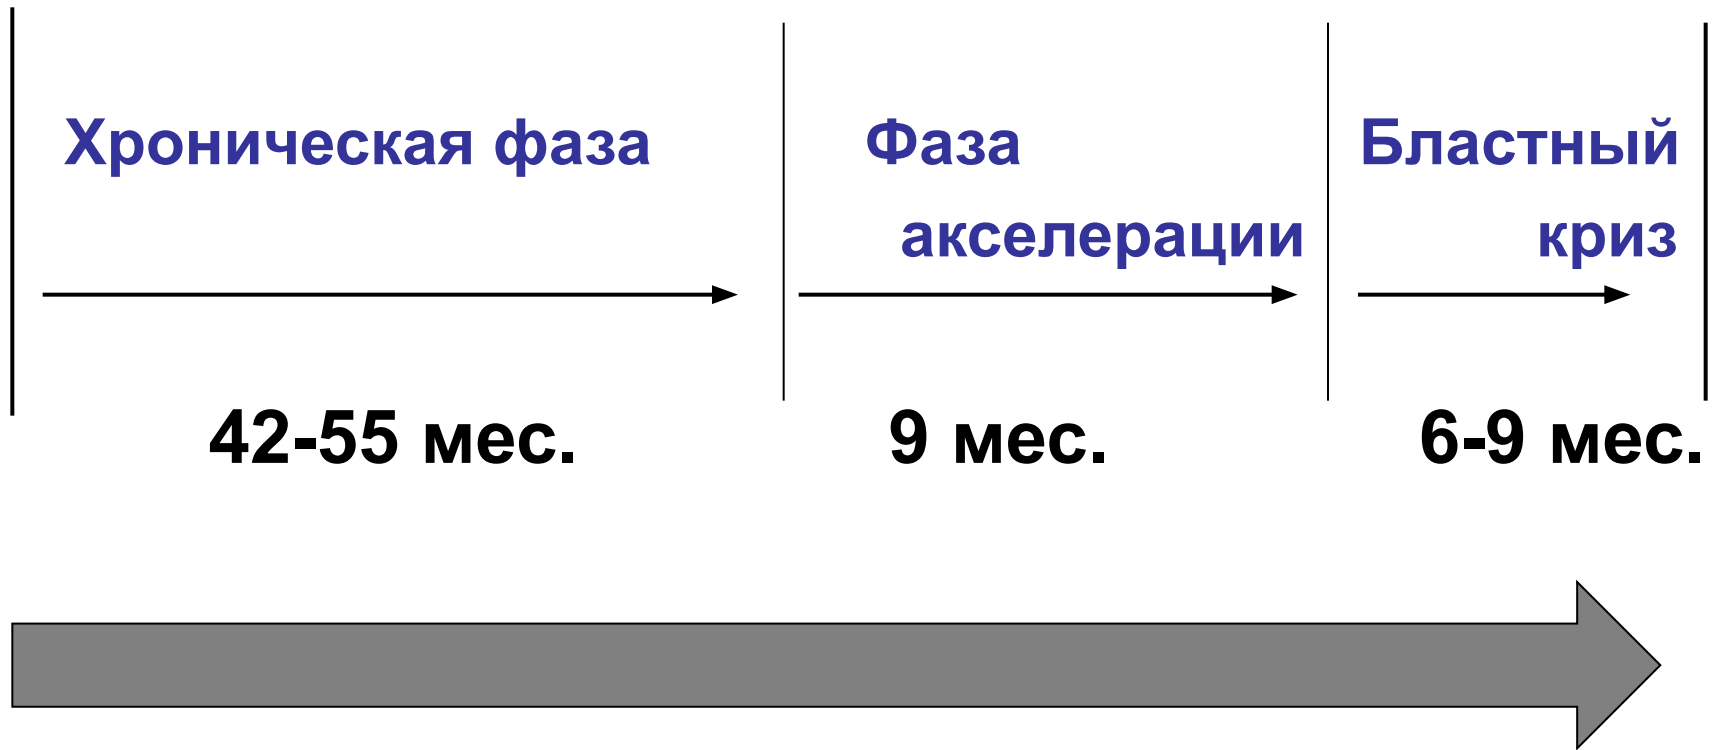 Хроническая фаза
Фаза
акселерации
Бластный
криз
42-55 мес.
9 мес.
6-9 мес.